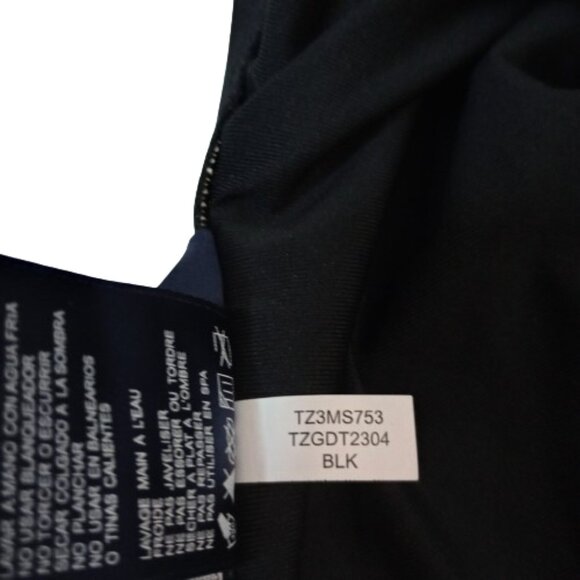 LAVAR A MANO CON AGUA FRIA
NO USAR BLANQUEADOR
NO TORCER O ESCURRIR
SECAR COLGADO A LA SOMBRA
NO PLANCHAR
NO USAR EN BALNEARIOS
O TINAS CALIENTES
LAVAGE MAIN A L'EAU
FROIDE
NE PAS JAVELISER
NE PAS ESSORER OU TORDRE
SECHER A PLAT A L'OMBRE
NE PAS REPASSER
NE PAS UTILISER EN SPA
TZ3MS753
TZGDT2304
BLK